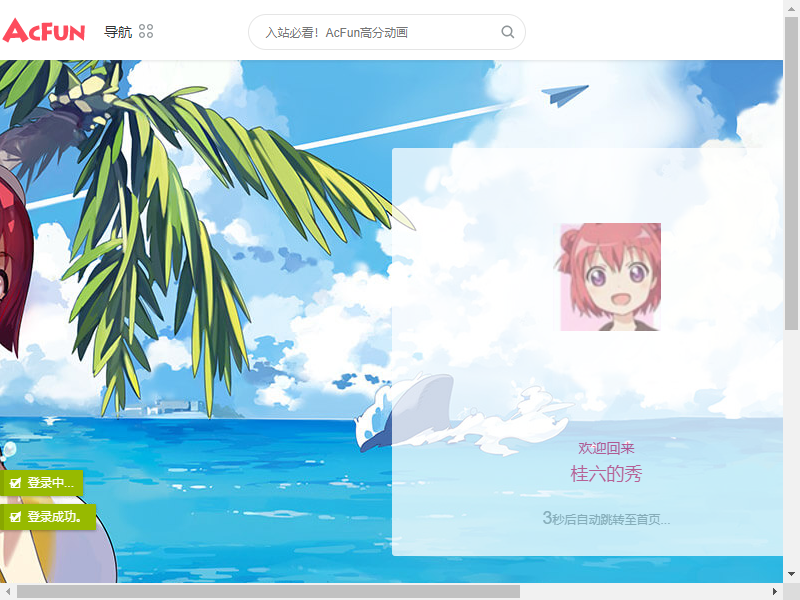 AcFun
导航
入站必看！AcFun高分动画
欢迎回来
桂六的秀
登录中...
登录成功。
3秒后自动跳转至首页...